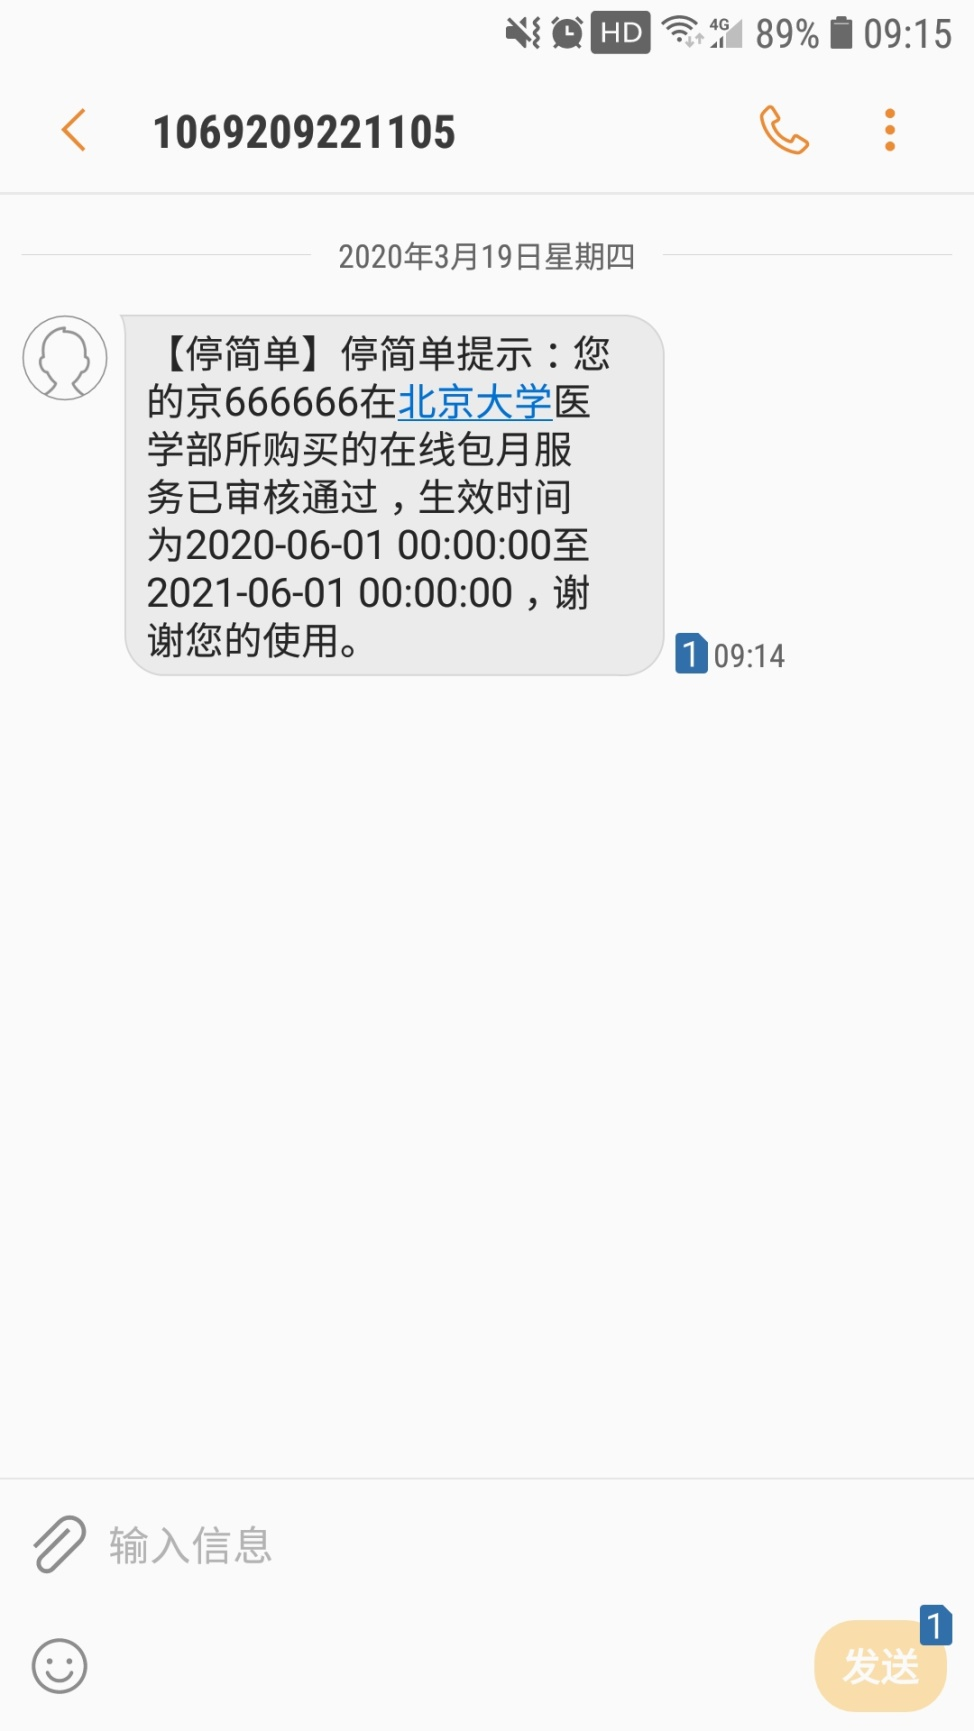 HD 4G 89% 09:15
1069209221105
2020年3月19日星期四
【停简单】停简单提示：您
的京666666在北京大学医
学部所购买的在线包月服
务已审核通过，生效时间
为2020-06-01 00:00:00至
2021-06-01 00:00:00，谢
谢您的使用。
1 09:14
输入信息
1
发送